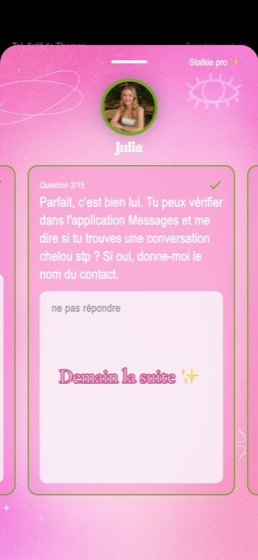 Stalkie pro ✨
Julia
Question 2/15
Parfait, c'est bien lui. Tu peux vérifier
dans l'application Messages et me
dire si tu trouves une conversation
chelou stp ? Si oui, donne-moi le
nom du contact.
ne pas répondre
Demain la suite ✨